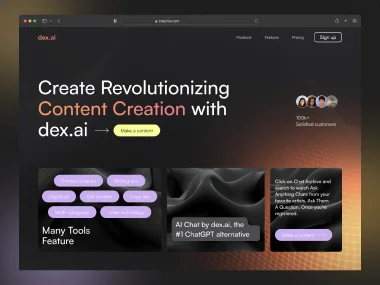 dex.ai
Products
Features
Pricing
Sign up
Create Revolutionizing
Content Creation with
dex.ai
Make a content
100k+
Satisfied customers
Many Tools
Feature
AI Chat by dex.ai, the
#1 ChatGPT alternative
Click on Chat Archive and
search to watch Ask
Anything Chats from your
favorite artists. Ask Them
A Question. Once you're
registered.